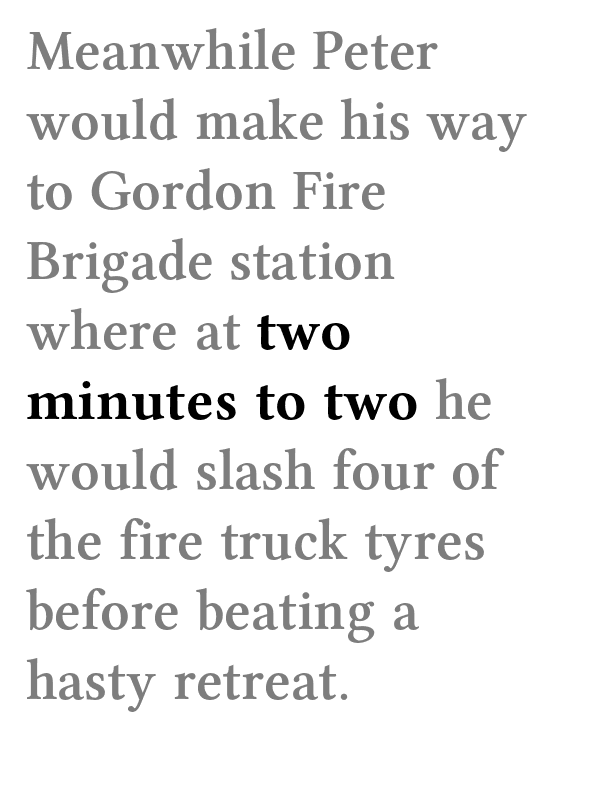 Meanwhile Peter
would make his way
to Gordon Fire
Brigade station
where at two
minutes to two he
would slash four of
the fire truck tyres
before beating a
hasty retreat.